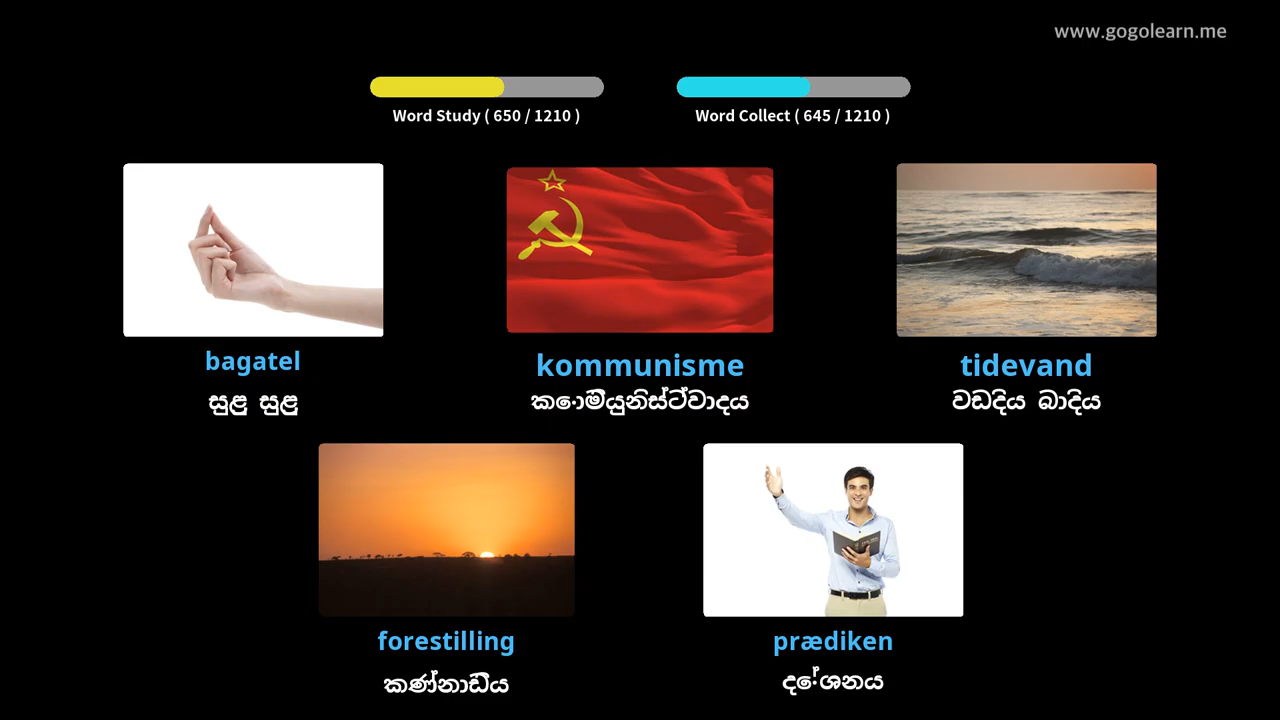 www.gogolearn.me
Word Study ( 650 / 1210 )
Word Collect ( 645 / 1210 )
bagatel
සුළු සුළු
kommunisme
කොමියුනිස්ට්වාදය
tidevand
වඩදිය බාදිය
forestilling
කණ්නාඩිය
prædiken
දේශනය